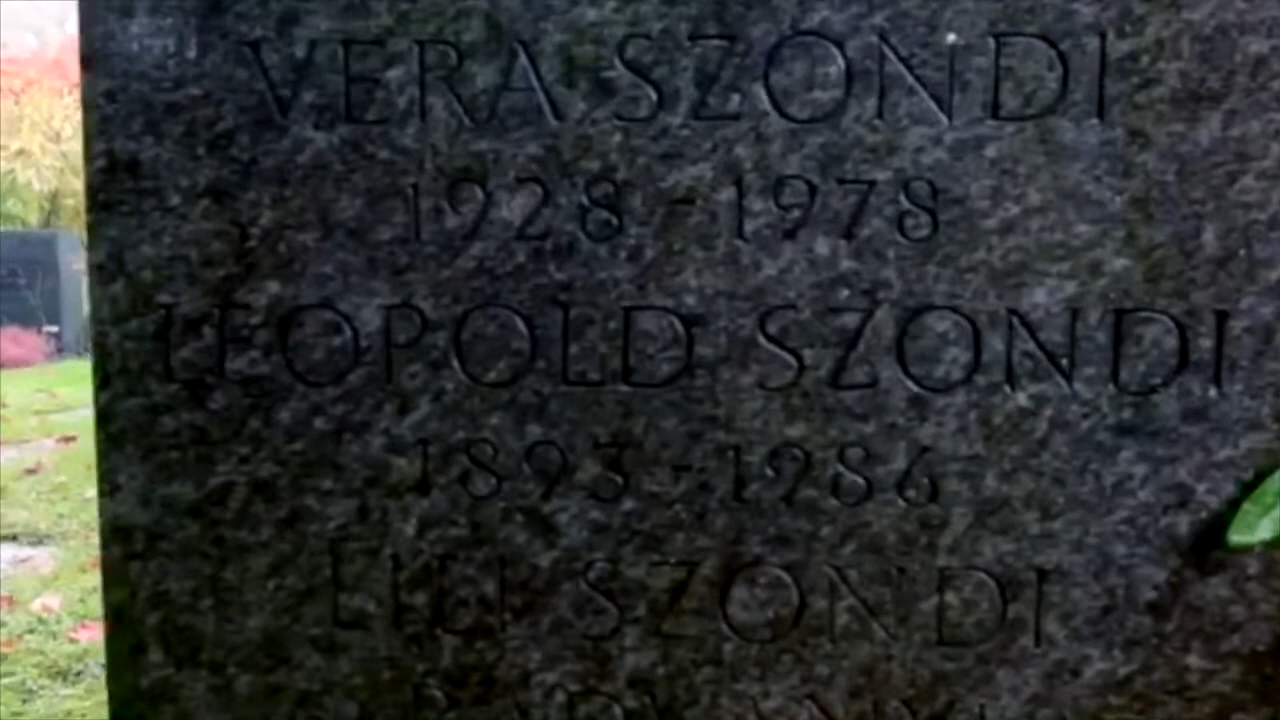 VERA SZONDI
1928-1978
LEOPOLD SZONDI
1893-1986
LILI SZONDI